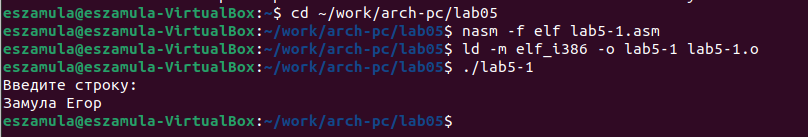 eszamula@eszamula-VirtualBox:~$ cd ~/work/arch-pc/lab05
eszamula@eszamula-VirtualBox:~/work/arch-pc/lab05$ nasm -f elf lab5-1.asm
eszamula@eszamula-VirtualBox:~/work/arch-pc/lab05$ ld -m elf_i386 -o lab5-1 lab5-1.o
eszamula@eszamula-VirtualBox:~/work/arch-pc/lab05$ ./lab5-1
Введите строку:
Замула Егор
eszamula@eszamula-VirtualBox:~/work/arch-pc/lab05$